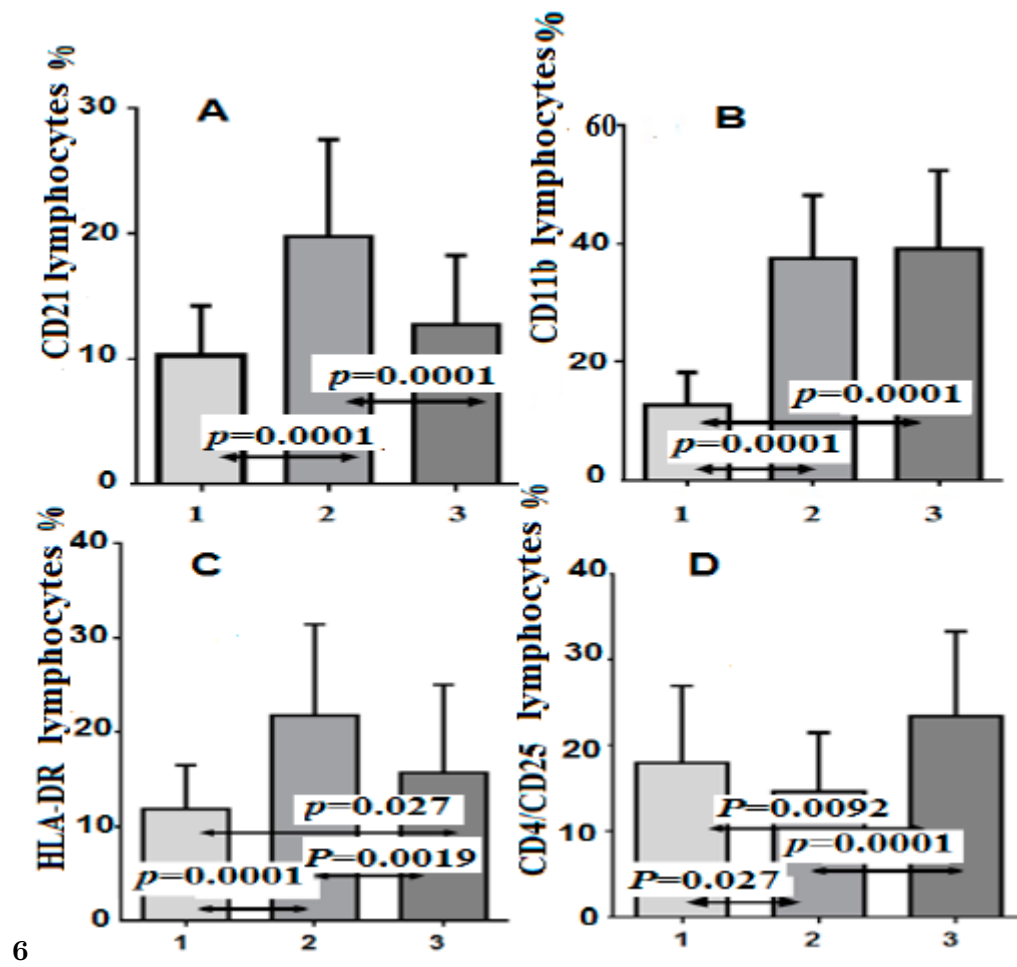 CD21 lymphocytes %
A
30
20
10
0
p=0.0001
p=0.0001
1 2 3
CD11b lymphocytes%
B
60
40
20
0
p=0.0001
p=0.0001
1 2 3
HLA-DR lymphocytes %
C
40
30
20
10
0
p=0.027
P=0.0019
p=0.0001
1 2 3
CD4/CD25 lymphocytes %
D
40
30
20
10
0
P=0.0092
p=0.0001
P=0.027
1 2 3
6